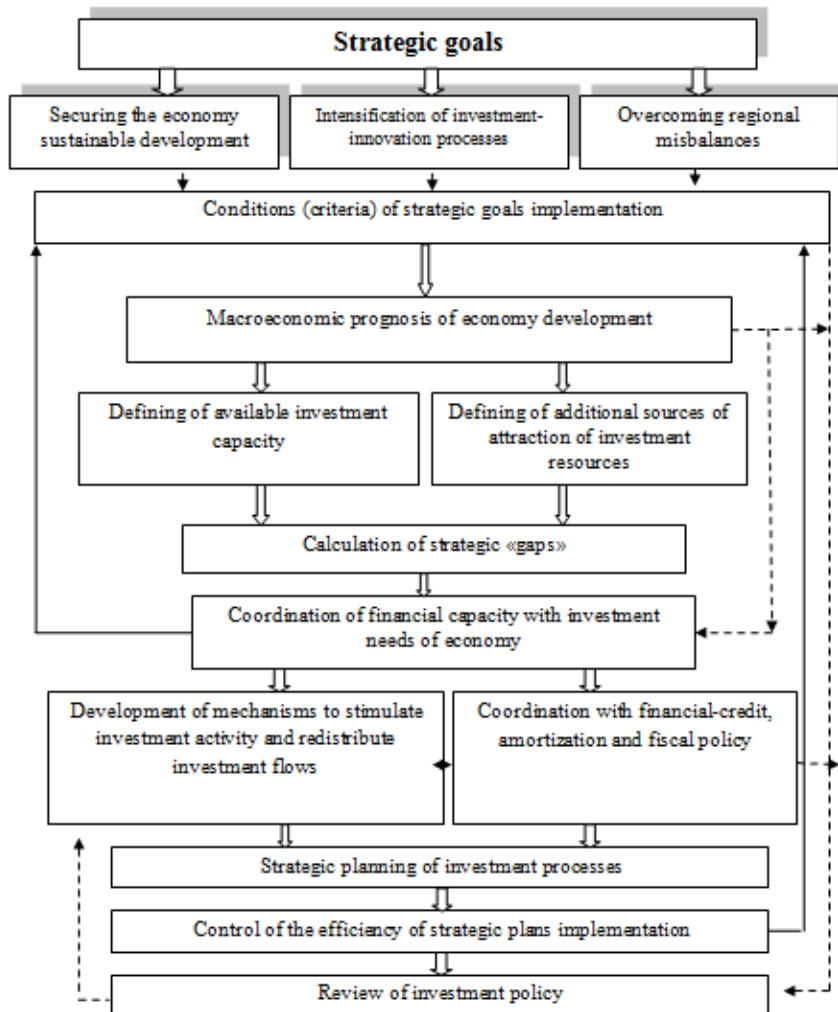 Strategic goals
Securing the economy
sustainable development
Intensification of investment-
innovation processes
Overcoming regional
misbalances
Conditions (criteria) of strategic goals implementation
Macroeconomic prognosis of economy development
Defining of available investment
capacity
Defining of additional sources of
attraction of investment
resources
Calculation of strategic «gaps»
Coordination of financial capacity with investment
needs of economy
Development of mechanisms to stimulate
investment activity and redistribute
investment flows
Coordination with financial-credit,
amortization and fiscal policy
Strategic planning of investment processes
Control of the efficiency of strategic plans implementation
Review of investment policy